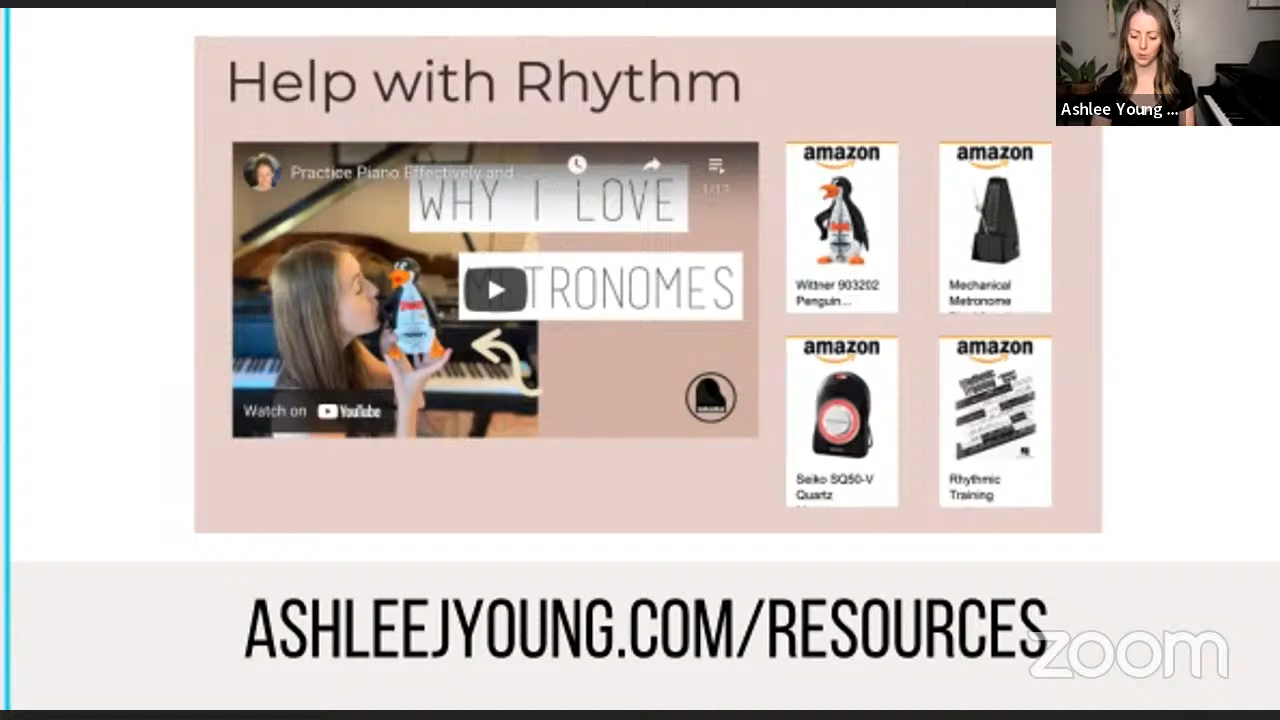 Help with Rhythm
Ashlee Young ...
Practice Piano Effectively and
WHY I LOVE
METRONOMES
Watch on YouTube
amazon
Wittner 903202
Penguin...
amazon
Mechanical
Metronome
amazon
Seiko SQ50-V
Quartz
amazon
Rhythmic
Training
ASHLEEJYOUNG.COM/RESOURCES
zoom